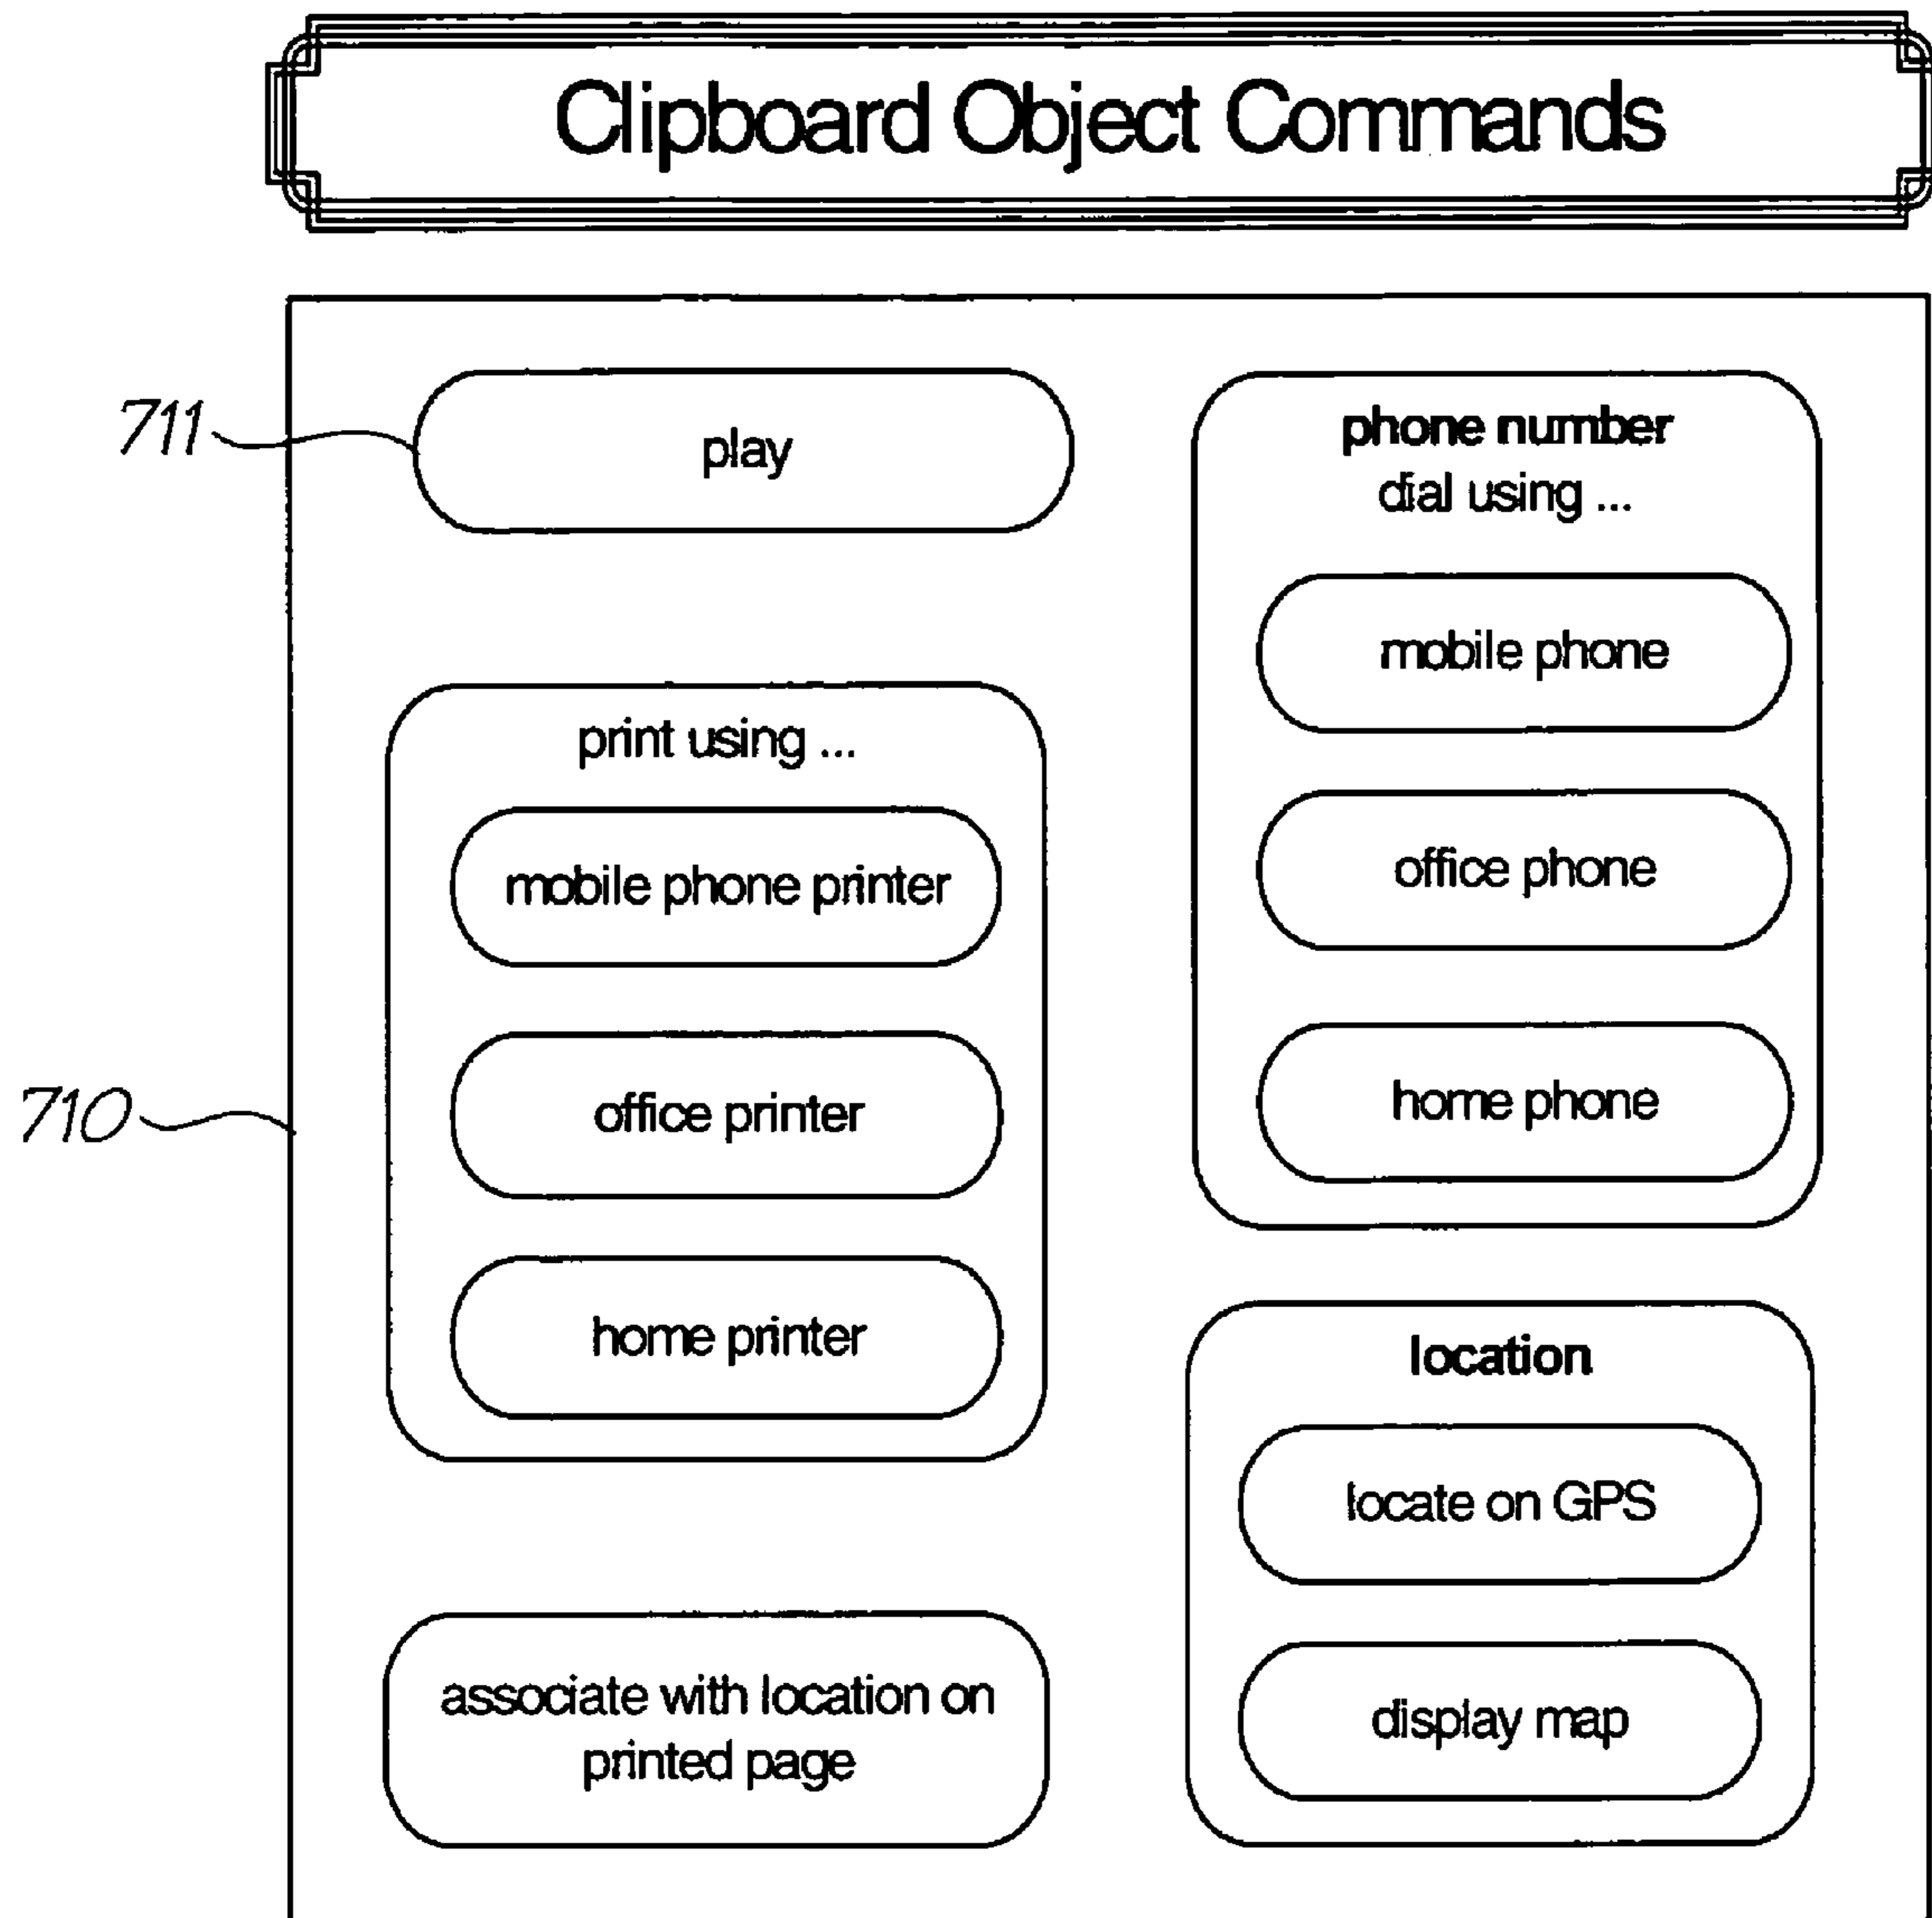 Clipboard Object Commands
711
play
print using ...
mobile phone printer
office printer
home printer
710
associate with location on
printed page
phone number
dial using ...
mobile phone
office phone
home phone
location
locate on GPS
display map